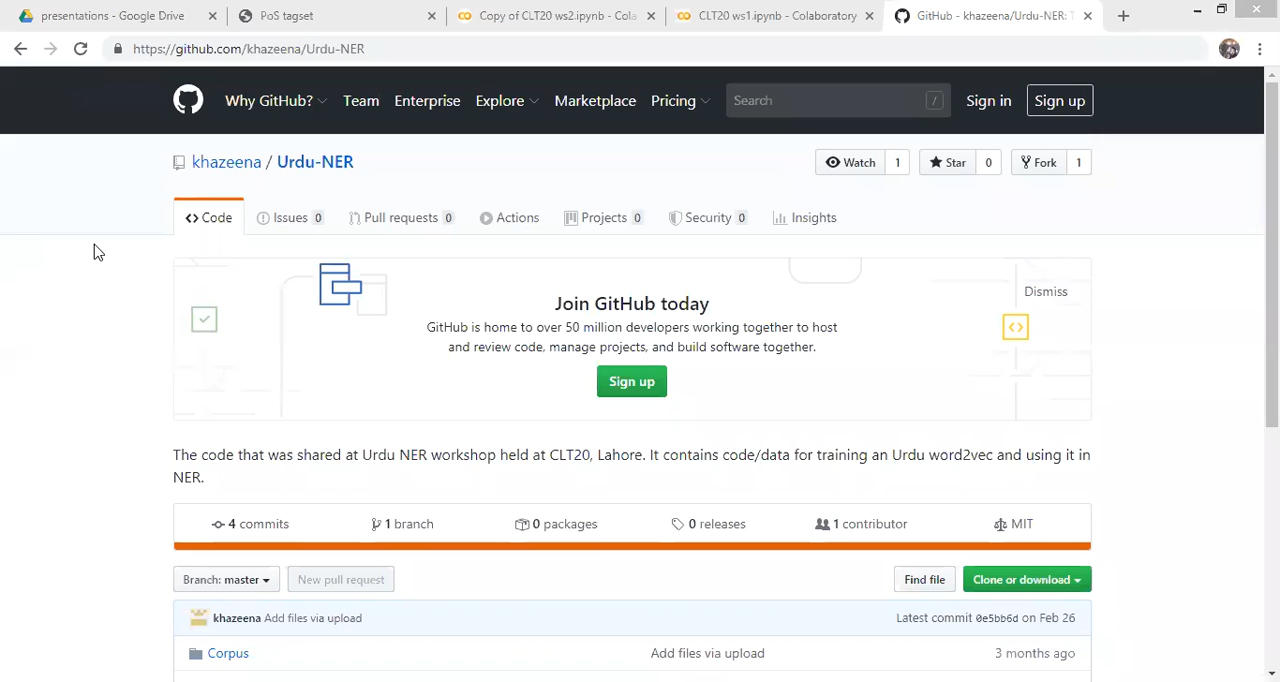 presentations - Google Drive
PoS tagset
Copy of CLT20 ws2.ipynb - Cola
CLT20 ws1.ipynb - Colaboratory
GitHub - khazeena/Urdu-NER: T
https://github.com/khazeena/Urdu-NER
Why GitHub? Team Enterprise Explore Marketplace Pricing Search / Sign in Sign up
khazeena / Urdu-NER
Watch 1 Star 0 Fork 1
Code Issues 0 Pull requests 0 Actions Projects 0 Security 0 Insights
Dismiss
Join GitHub today
GitHub is home to over 50 million developers working together to host
and review code, manage projects, and build software together.
Sign up
The code that was shared at Urdu NER workshop held at CLT20, Lahore. It contains code/data for training an Urdu word2vec and using it in
NER.
4 commits 1 branch 0 packages 0 releases 1 contributor MIT
Branch: master New pull request Find file Clone or download
khazeena Add files via upload Latest commit 0e5bb6d on Feb 26
Corpus Add files via upload 3 months ago